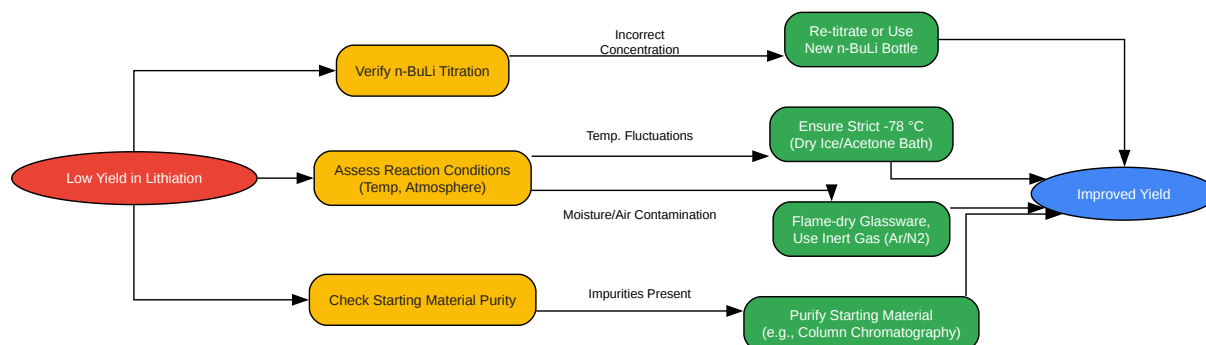 Incorrect
Concentration
Re-titrate or Use
New n-BuLi Bottle
Verify n-BuLi Titration
Temp. Fluctuations
Ensure Strict -78 °C
(Dry Ice/Acetone Bath)
Low Yield in Lithiation
Assess Reaction Conditions
(Temp, Atmosphere)
Improved Yield
Moisture/Air Contamination
Flame-dry Glassware,
Use Inert Gas (Ar/N2)
Check Starting Material Purity
Impurities Present
Purify Starting Material
(e.g., Column Chromatography)